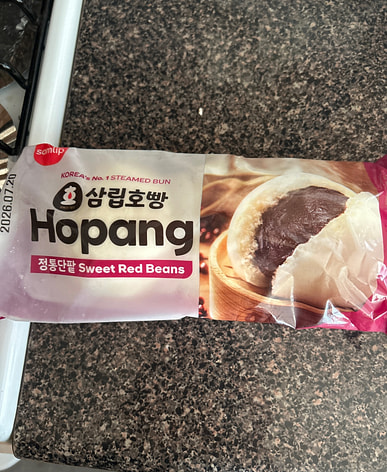 samlip
KOREA's No. 1 STEAMED BUN
삼립호빵
Hopang
정통단팥 Sweet Red Beans
2026.07.20